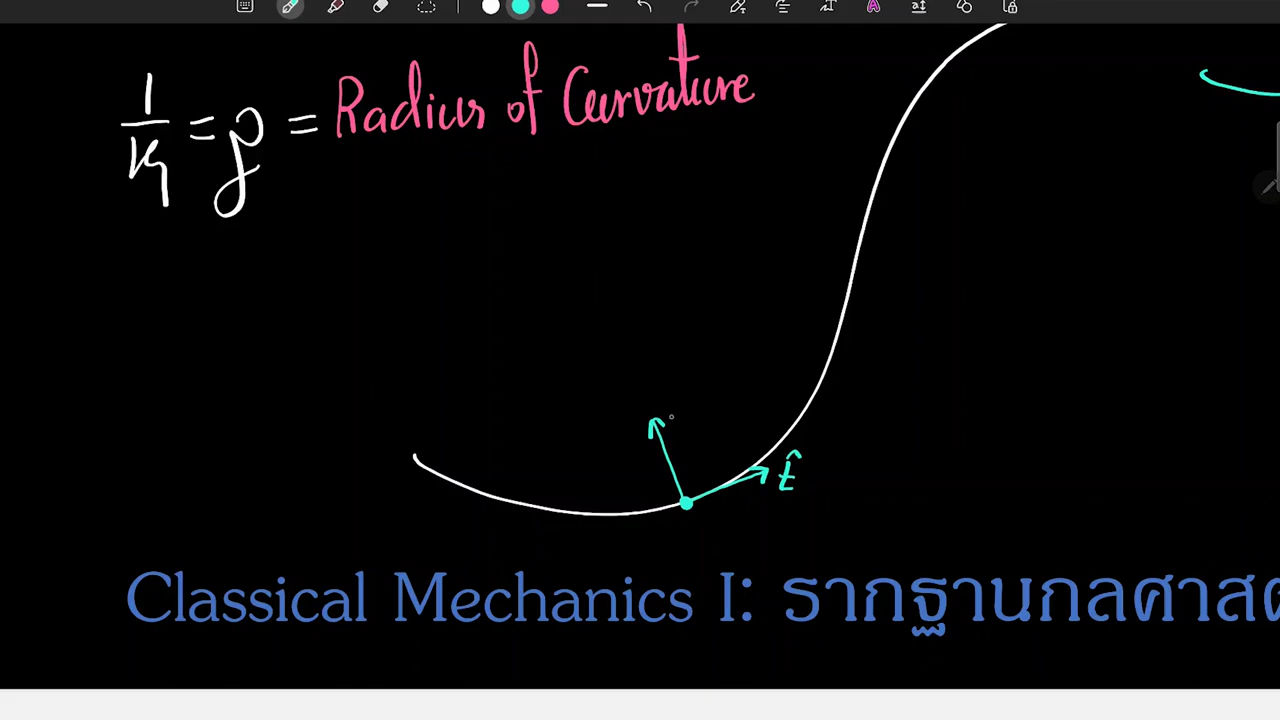 1/κ = ρ = Radius of Curvature
t̂
Classical Mechanics I: รากฐานกลศาสต